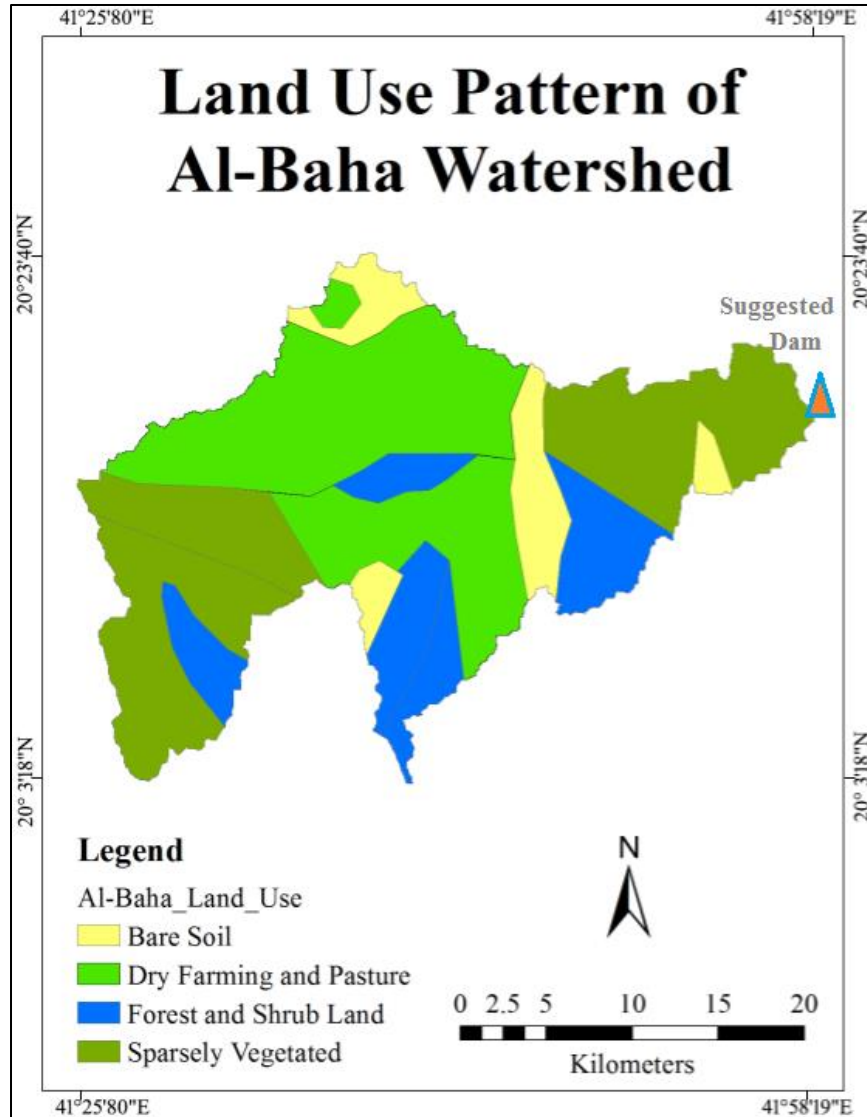 41°25'80"E
41°58'19"E
Land Use Pattern of
Al-Baha Watershed
20°23'40"N
20°23'40"N
Suggested
Dam
20° 3'18"N
20° 3'18"N
Legend
Al-Baha_Land_Use
Bare Soil
Dry Farming and Pasture
Forest and Shrub Land
Sparsely Vegetated
N
0 2.5 5 10 15 20
Kilometers
41°25'80"E
41°58'19"E